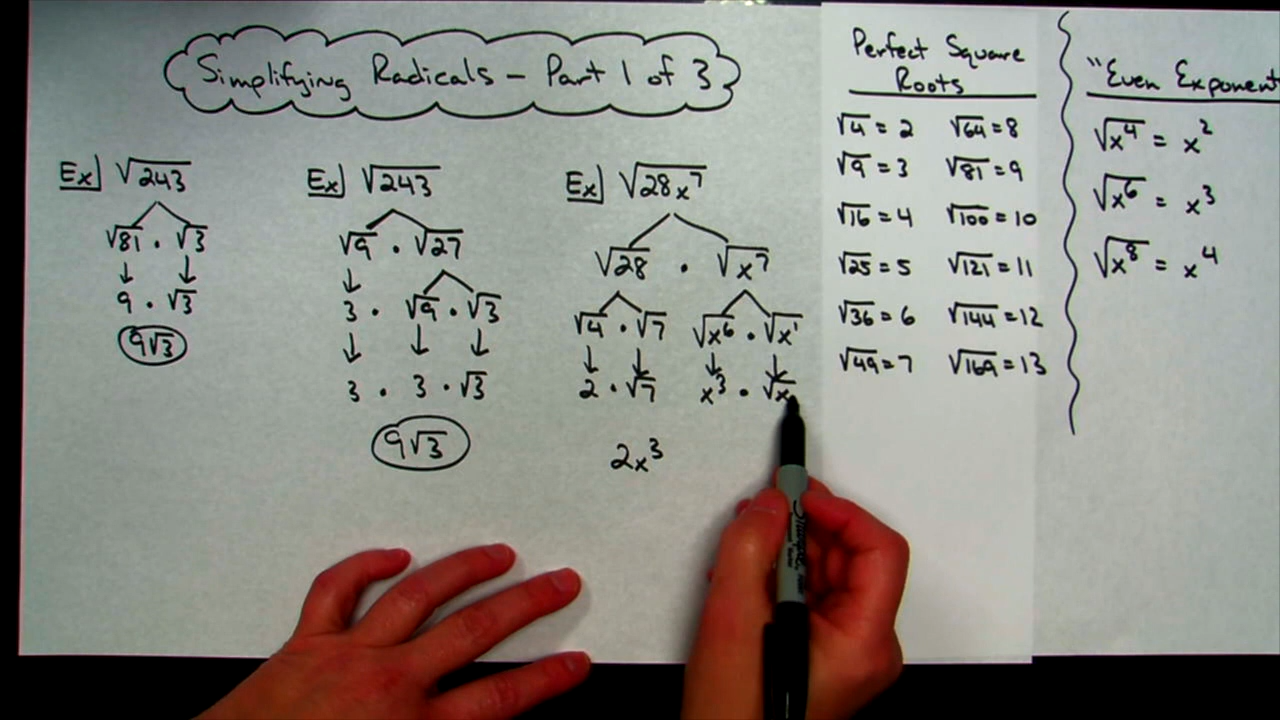 Simplifying Radicals – Part 1 of 3
Ex) √243
√81 · √3
9 · √3
9√3
Ex) √243
√9 · √27
3 · √9 · √3
3 · 3 · √3
9√3
Ex) √28x⁷
√28 · √x⁷
√4 · √7 √x⁶ · √x¹
2 · √7 x³ · √x
2x³
Perfect Square
Roots
√4 = 2 √64 = 8
√9 = 3 √81 = 9
√16 = 4 √100 = 10
√25 = 5 √121 = 11
√36 = 6 √144 = 12
√49 = 7 √169 = 13
"Even Exponent
√x⁴ = x²
√x⁶ = x³
√x⁸ = x⁴
Sharpie